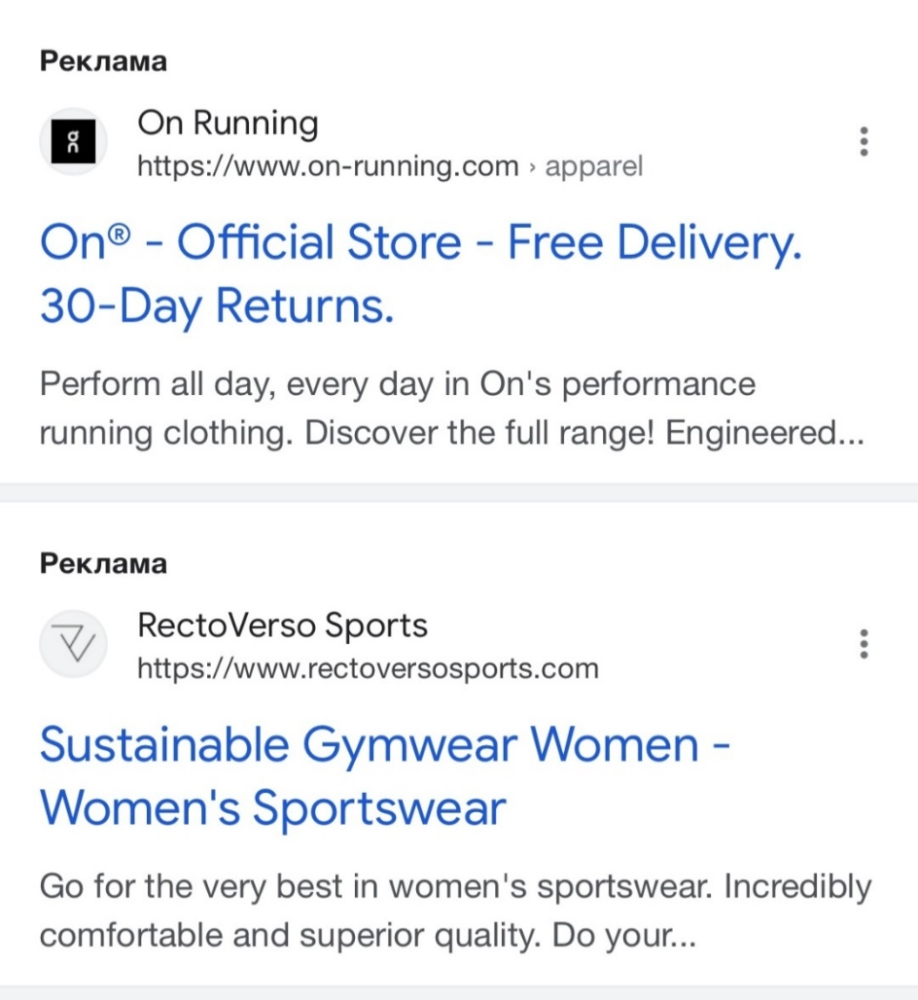 Реклама
On Running
https://www.on-running.com › apparel
On® - Official Store - Free Delivery.
30-Day Returns.
Perform all day, every day in On's performance
running clothing. Discover the full range! Engineered...
Реклама
RectoVerso Sports
https://www.rectoversosports.com
Sustainable Gymwear Women -
Women's Sportswear
Go for the very best in women's sportswear. Incredibly
comfortable and superior quality. Do your...